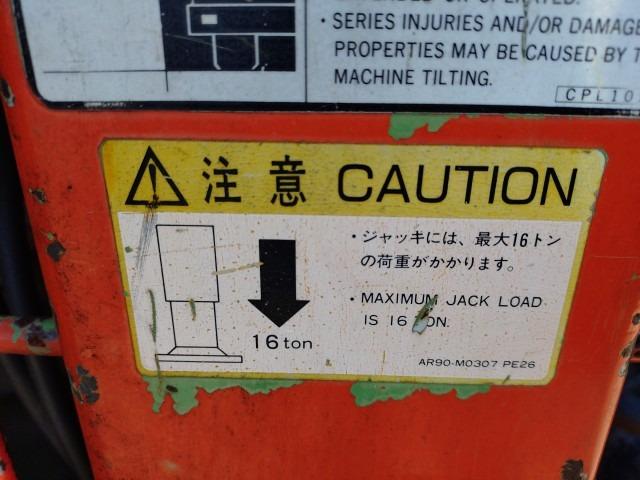 • SERIES INJURIES AND/OR DAMAGE
PROPERTIES MAY BE CAUSED BY
MACHINE TILTING.
注意 CAUTION
・ジャッキには、最大16トン
の荷重がかかります。
• MAXIMUM JACK LOAD
IS 16 TON.
16 ton
AR90-M0307 PE26